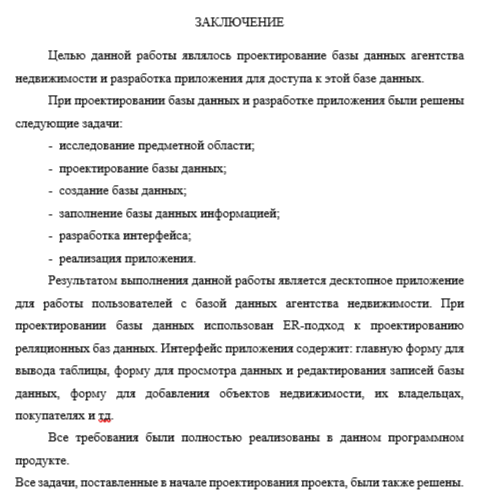 ЗАКЛЮЧЕНИЕ
Целью данной работы являлось проектирование базы данных агентства
недвижимости и разработка приложения для доступа к этой базе данных.
При проектировании базы данных и разработке приложения были решены
следующие задачи:
- исследование предметной области;
- проектирование базы данных;
- создание базы данных;
- заполнение базы данных информацией;
- разработка интерфейса;
- реализация приложения.
Результатом выполнения данной работы является десктопное приложение
для работы пользователей с базой данных агентства недвижимости. При
проектировании базы данных использован ER-подход к проектированию
реляционных баз данных. Интерфейс приложения содержит: главную форму для
вывода таблицы, форму для просмотра данных и редактирования записей базы
данных, форму для добавления объектов недвижимости, их владельцах,
покупателях и тд.
Все требования были полностью реализованы в данном программном
продукте.
Все задачи, поставленные в начале проектирования проекта, были также решены.